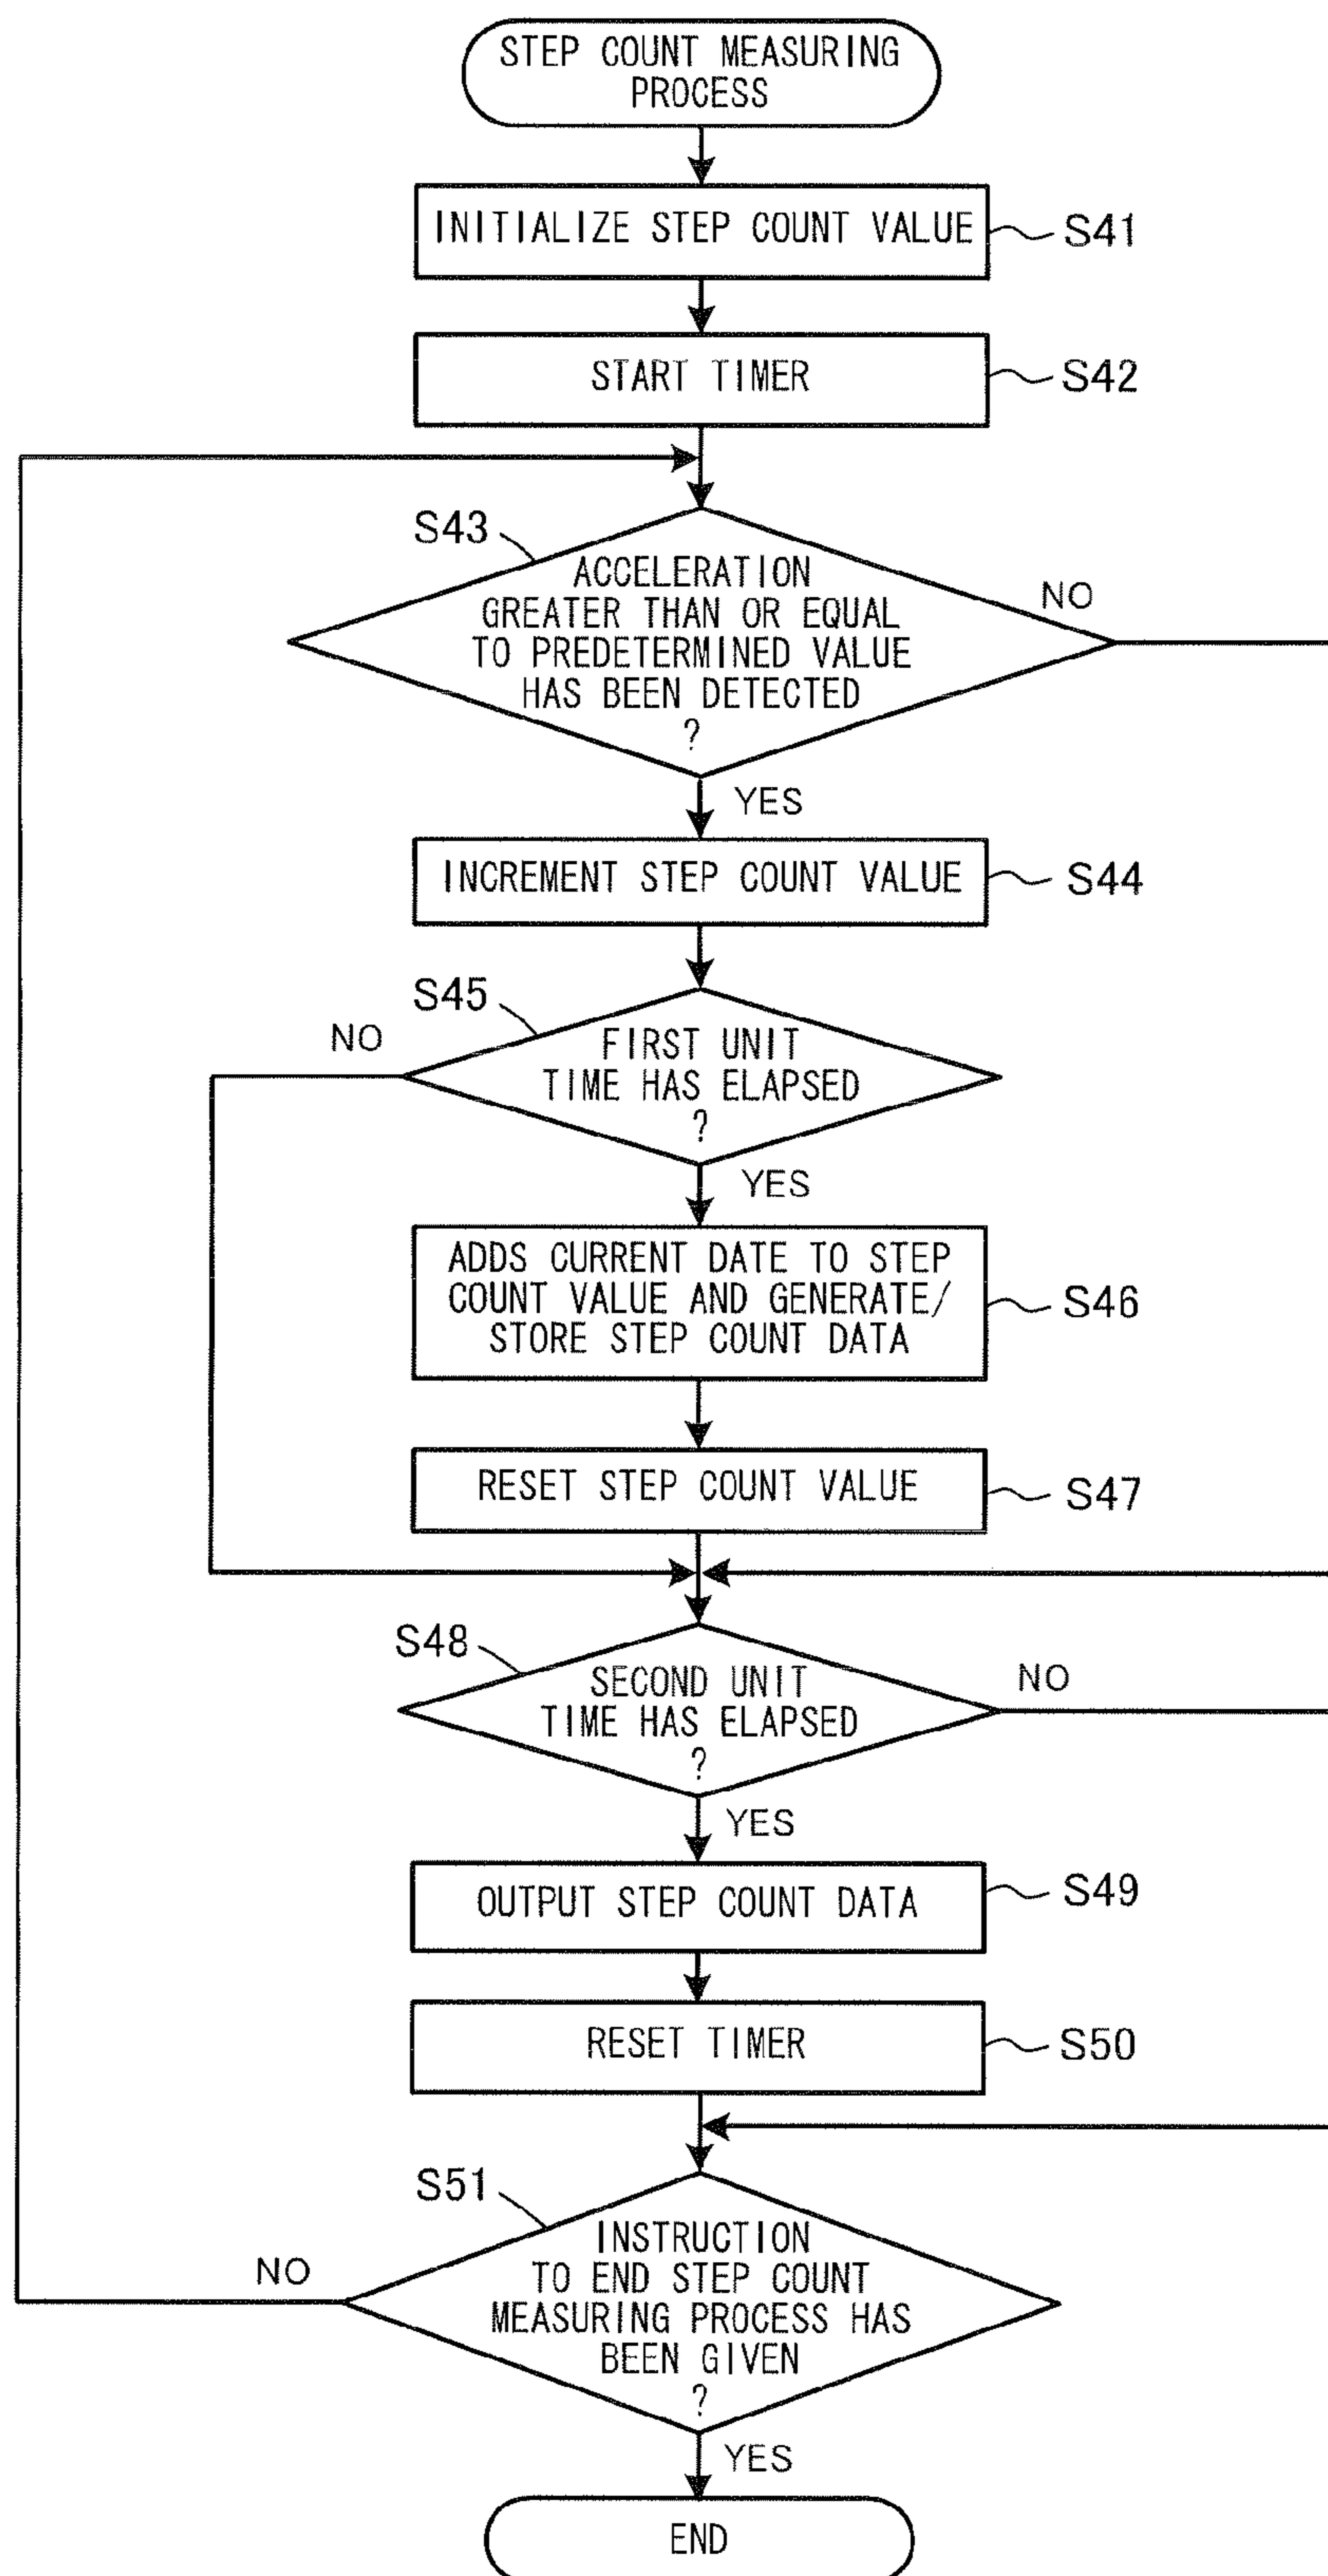 STEP COUNT MEASURING
PROCESS
INITIALIZE STEP COUNT VALUE
S41
START TIMER
S42
S43
ACCELERATION
GREATER THAN OR EQUAL
TO PREDETERMINED VALUE
HAS BEEN DETECTED
?
NO
YES
INCREMENT STEP COUNT VALUE
S44
S45
NO
FIRST UNIT
TIME HAS ELAPSED
?
YES
ADDS CURRENT DATE TO STEP
COUNT VALUE AND GENERATE/
STORE STEP COUNT DATA
S46
RESET STEP COUNT VALUE
S47
S48
SECOND UNIT
TIME HAS ELAPSED
?
NO
YES
OUTPUT STEP COUNT DATA
S49
RESET TIMER
S50
S51
NO
INSTRUCTION
TO END STEP COUNT
MEASURING PROCESS HAS
BEEN GIVEN
?
YES
END